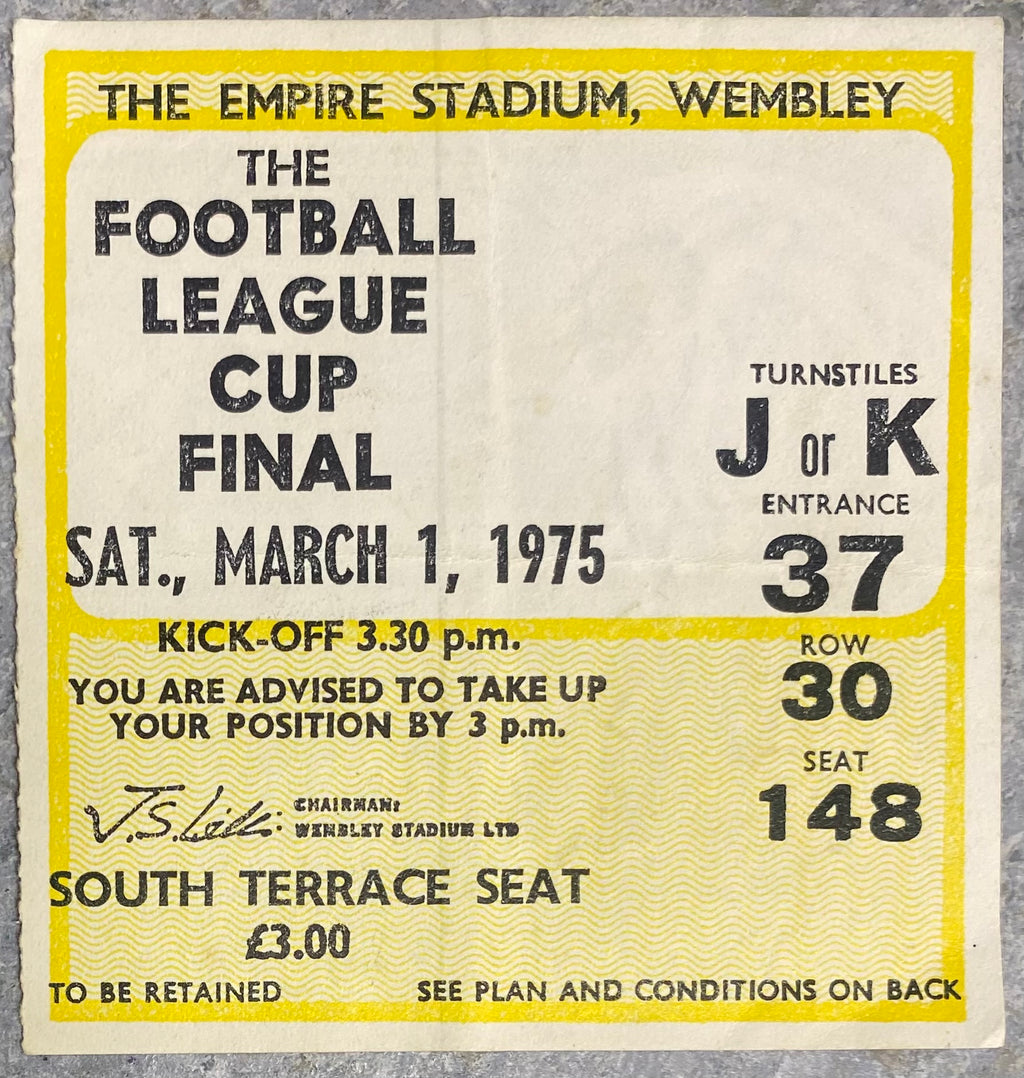 THE EMPIRE STADIUM, WEMBLEY
THE
FOOTBALL
LEAGUE
CUP
FINAL
SAT., MARCH 1, 1975
KICK-OFF 3.30 p.m.
YOU ARE ADVISED TO TAKE UP
YOUR POSITION BY 3 p.m.
CHAIRMAN:
WEMBLEY STADIUM LTD
SOUTH TERRACE SEAT
£3.00
TO BE RETAINED
TURNSTILES
J or K
ENTRANCE
37
ROW
30
SEAT
148
SEE PLAN AND CONDITIONS ON BACK